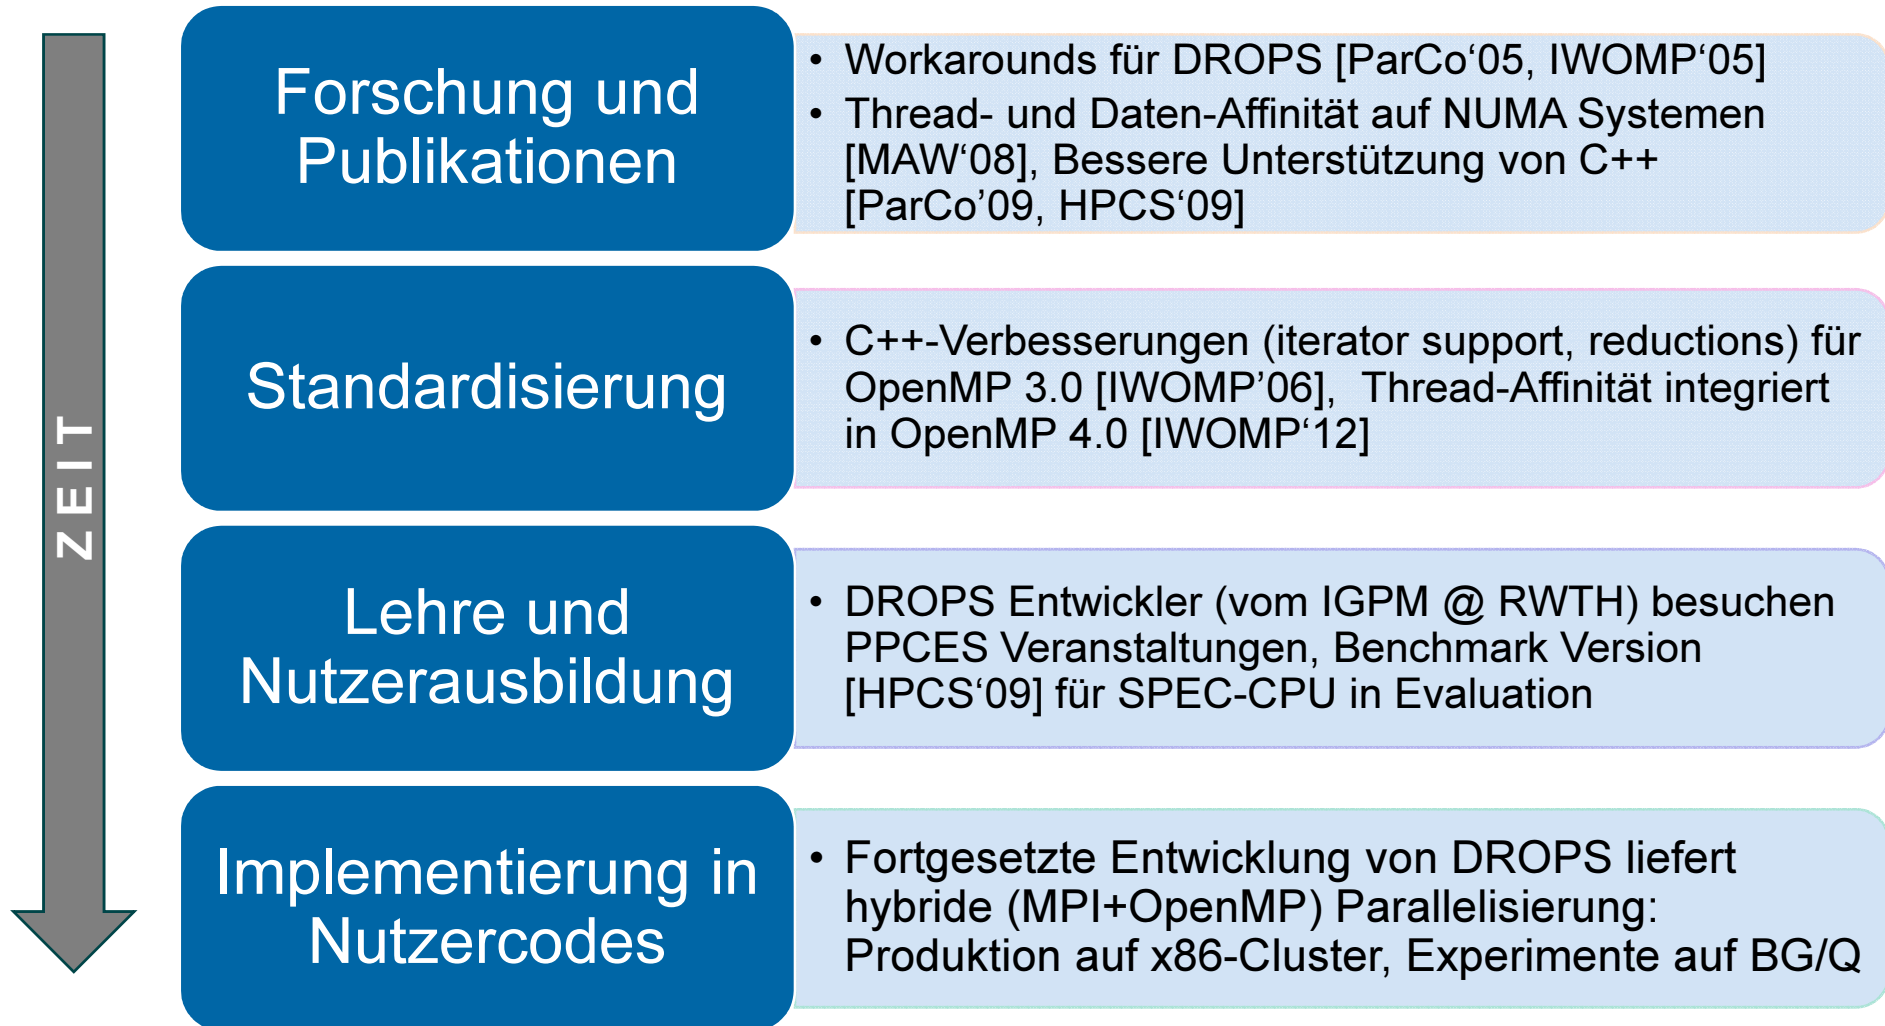 ZEIT
Forschung und
Publikationen
• Workarounds für DROPS [ParCo‘05, IWOMP‘05]
• Thread- und Daten-Affinität auf NUMA Systemen
[MAW‘08], Bessere Unterstützung von C++
[ParCo’09, HPCS‘09]
Standardisierung
• C++-Verbesserungen (iterator support, reductions) für
OpenMP 3.0 [IWOMP’06], Thread-Affinität integriert
in OpenMP 4.0 [IWOMP‘12]
Lehre und
Nutzerausbildung
• DROPS Entwickler (vom IGPM @ RWTH) besuchen
PPCES Veranstaltungen, Benchmark Version
[HPCS‘09] für SPEC-CPU in Evaluation
Implementierung in
Nutzercodes
• Fortgesetzte Entwicklung von DROPS liefert
hybride (MPI+OpenMP) Parallelisierung:
Produktion auf x86-Cluster, Experimente auf BG/Q